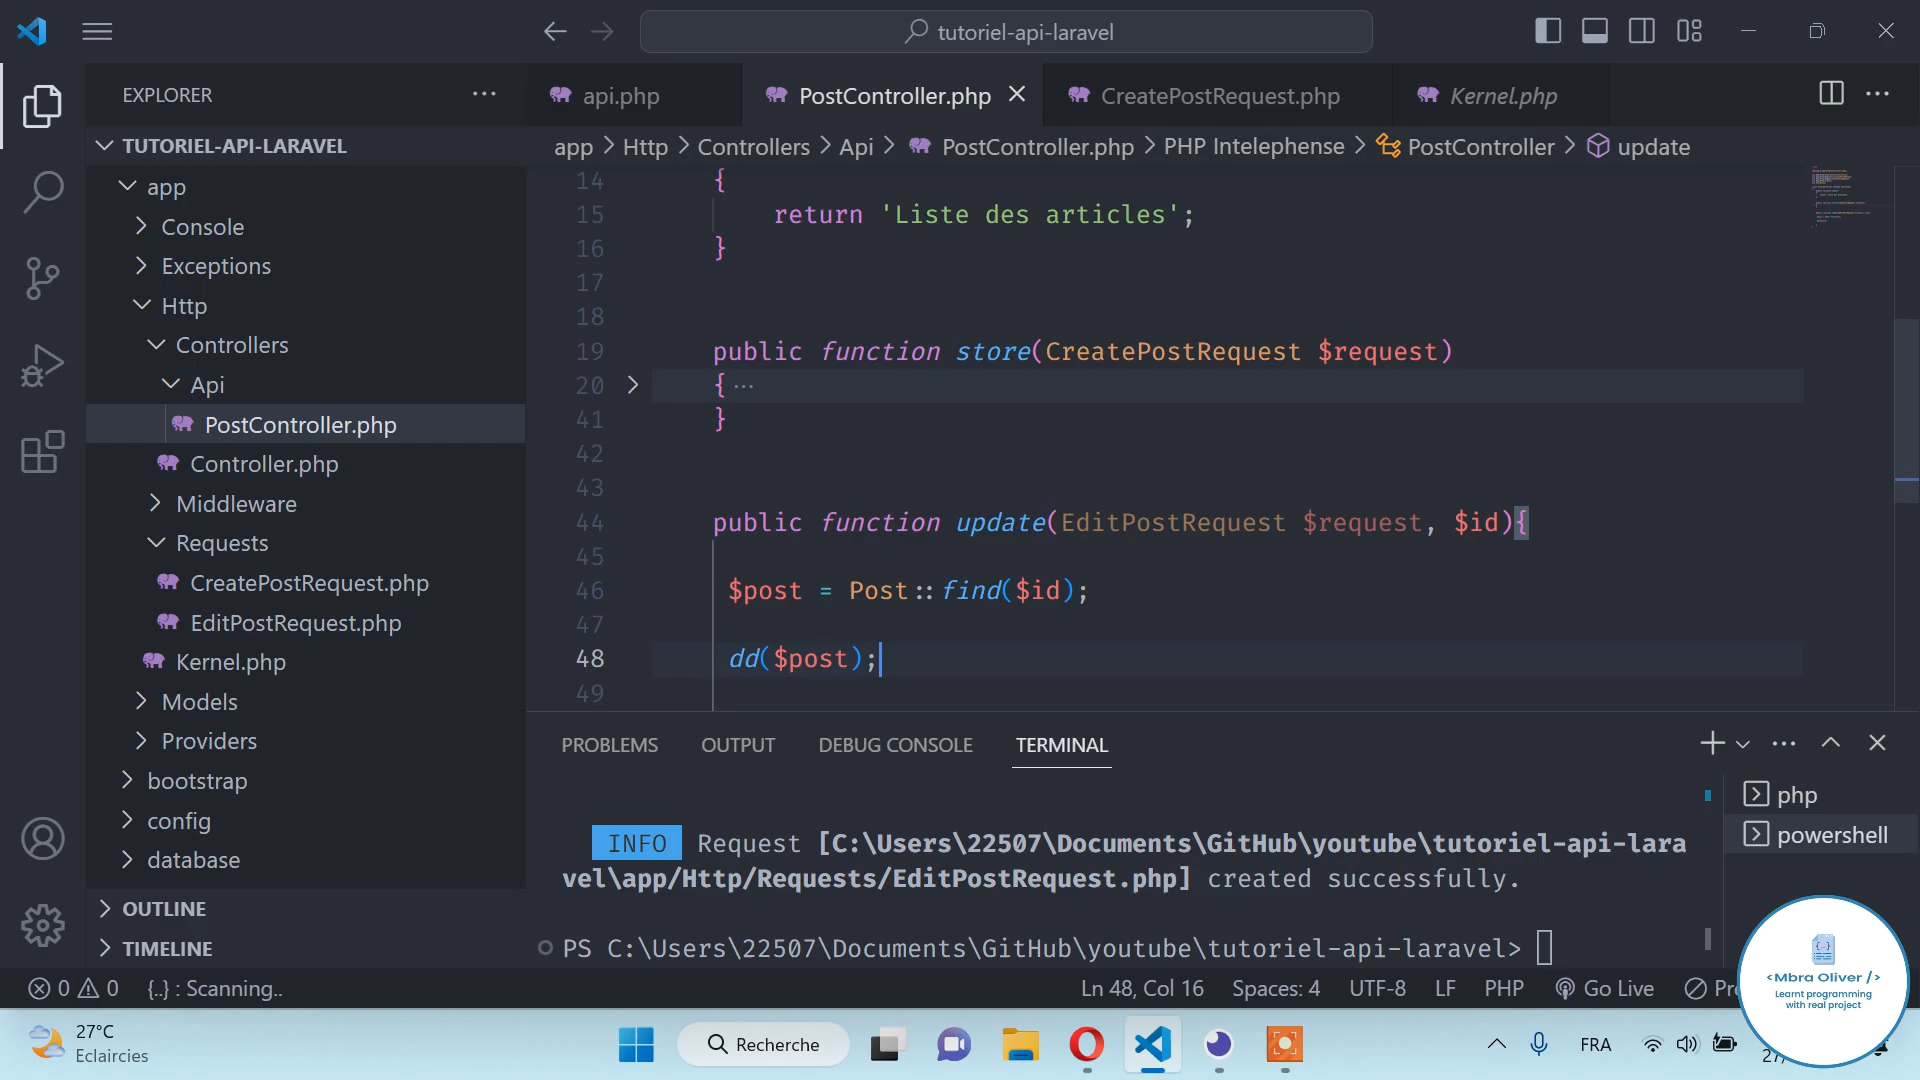 tutoriel-api-laravel
EXPLORER
api.php
PostController.php
CreatePostRequest.php
Kernel.php
TUTORIEL-API-LARAVEL
app > Http > Controllers > Api > PostController.php > PHP Intelephense > PostController > update
app
Console
Exceptions
Http
Controllers
Api
PostController.php
Controller.php
Middleware
Requests
CreatePostRequest.php
EditPostRequest.php
Kernel.php
Models
Providers
bootstrap
config
database
OUTLINE
TIMELINE
14 {
15 return 'Liste des articles';
16 }
17
18
19 public function store(CreatePostRequest $request)
20 { ...
41 }
42
43
44 public function update(EditPostRequest $request, $id){
45
46 $post = Post::find($id);
47
48 dd($post);
49
PROBLEMS OUTPUT DEBUG CONSOLE TERMINAL
INFO Request [C:\Users\22507\Documents\GitHub\youtube\tutoriel-api-lara
vel\app/Http/Requests/EditPostRequest.php] created successfully.
PS C:\Users\22507\Documents\GitHub\youtube\tutoriel-api-laravel>
php
powershell
0 0 {..} : Scanning..
Ln 48, Col 16 Spaces: 4 UTF-8 LF PHP Go Live
<Mbra Oliver />
Learnt programming
with real project
27°C
Eclaircies
Recherche
FRA